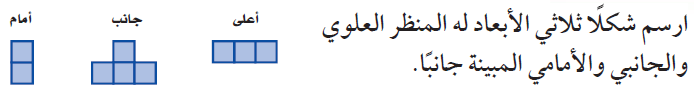 ارسم شكلًا ثلاثي الأبعاد له المنظر العلوي
والجانبي والأمامي المبينة جانبًا.
أعلى
جانب
أمام